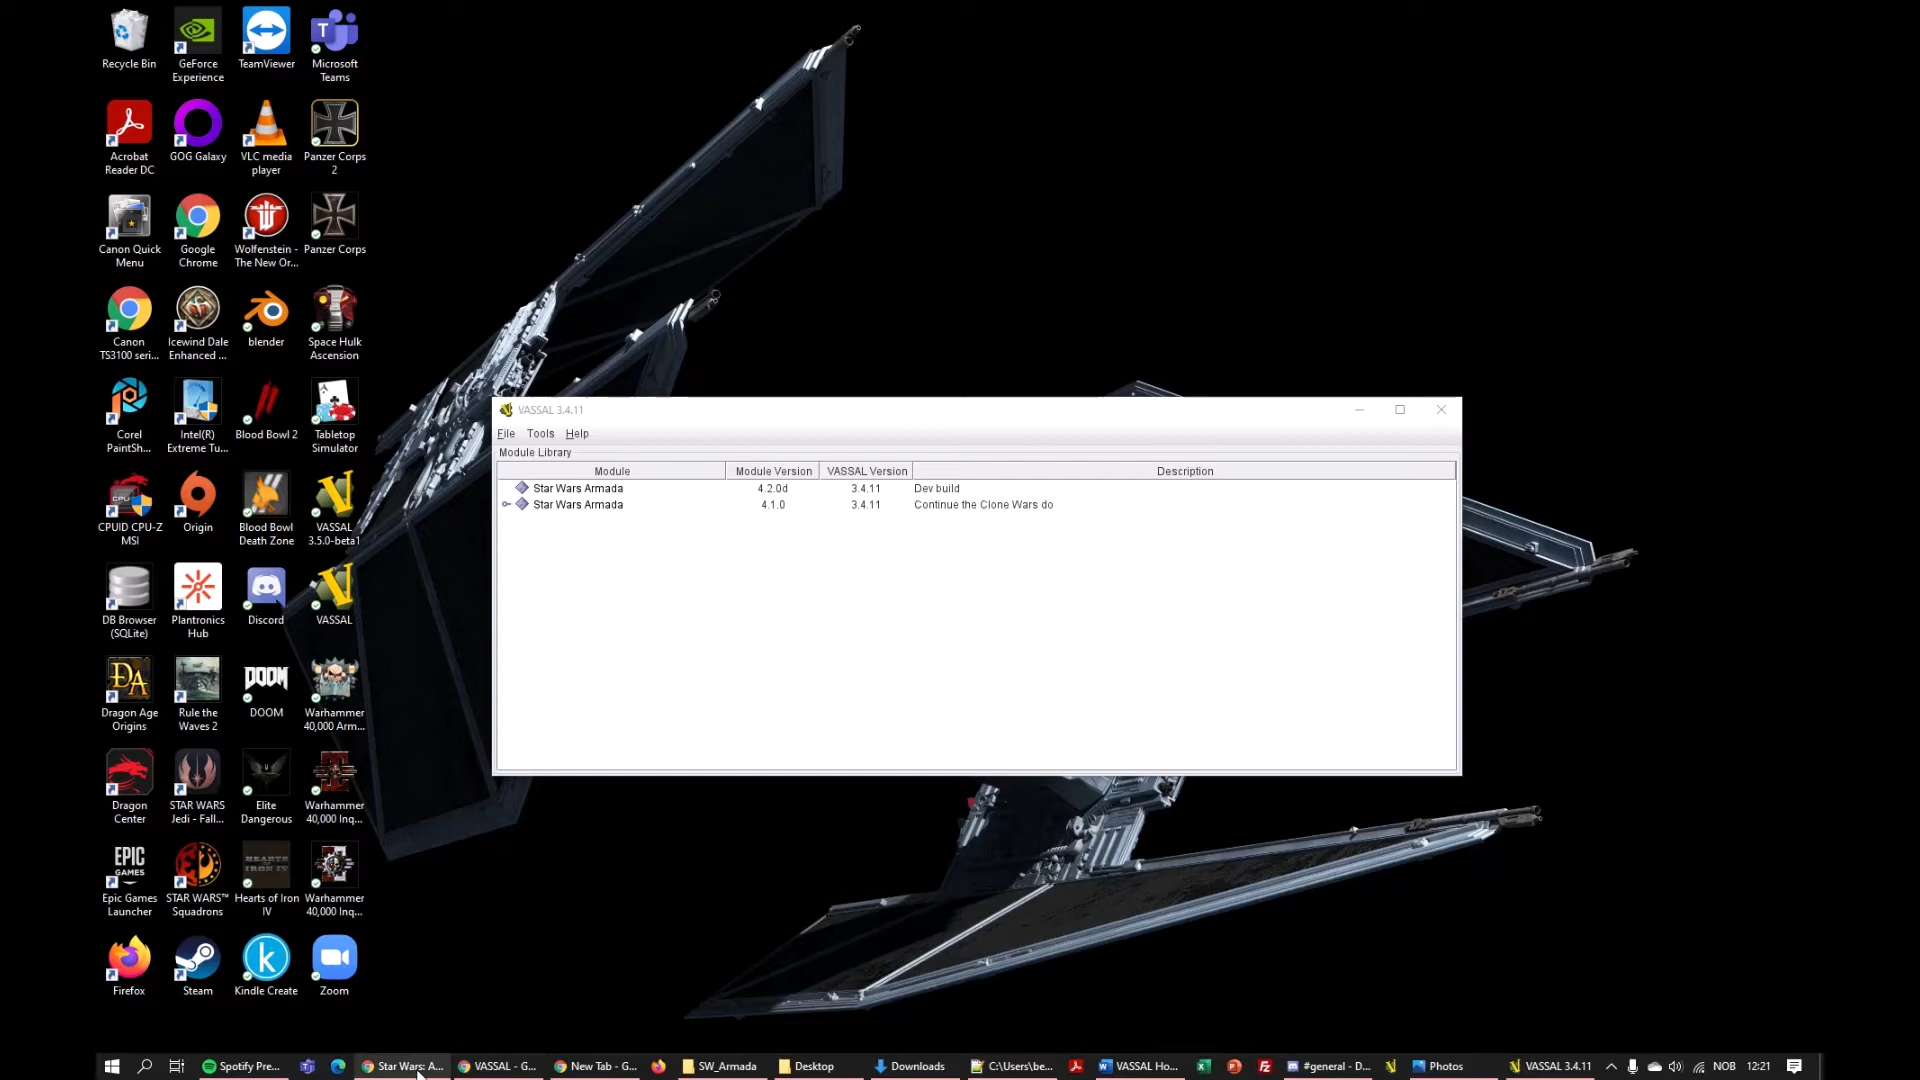 Recycle Bin
GeForce
Experience
TeamViewer
Microsoft
Teams
Acrobat
Reader DC
GOG Galaxy
VLC media
player
Panzer Corps
2
Canon Quick
Menu
Google
Chrome
Wolfenstein -
The New Or...
Panzer Corps
Canon
TS3100 seri...
Icewind Dale
Enhanced ...
blender
Space Hulk
Ascension
Corel
PaintSh...
Intel(R)
Extreme Tu...
Blood Bowl 2
Tabletop
Simulator
CPUID CPU-Z
MSI
Origin
Blood Bowl
Death Zone
VASSAL
3.5.0-beta1
DB Browser
(SQLite)
Plantronics
Hub
Discord
VASSAL
Dragon Age
Origins
Rule the
Waves 2
DOOM
DOOM
Warhammer
40,000 Arm...
Dragon
Center
STAR WARS
Jedi - Fall...
Elite
Dangerous
Warhammer
40,000 Inq...
EPIC
GAMES
Epic Games
Launcher
STAR WARS™
Squadrons
HEARTS
OF
IRON IV
Hearts of Iron
IV
Warhammer
40,000 Inq...
Firefox
Steam
Kindle Create
Zoom
VASSAL 3.4.11
File Tools Help
Module Library
Module Module Version VASSAL Version Description
Star Wars Armada 4.2.0d 3.4.11 Dev build
Star Wars Armada 4.1.0 3.4.11 Continue the Clone Wars do
Spotify Pre... Star Wars: A... VASSAL - G... New Tab - G... SW_Armada Desktop Downloads C:\Users\be... VASSAL Ho... #general - D... Photos VASSAL 3.4.11 NOB 12:21